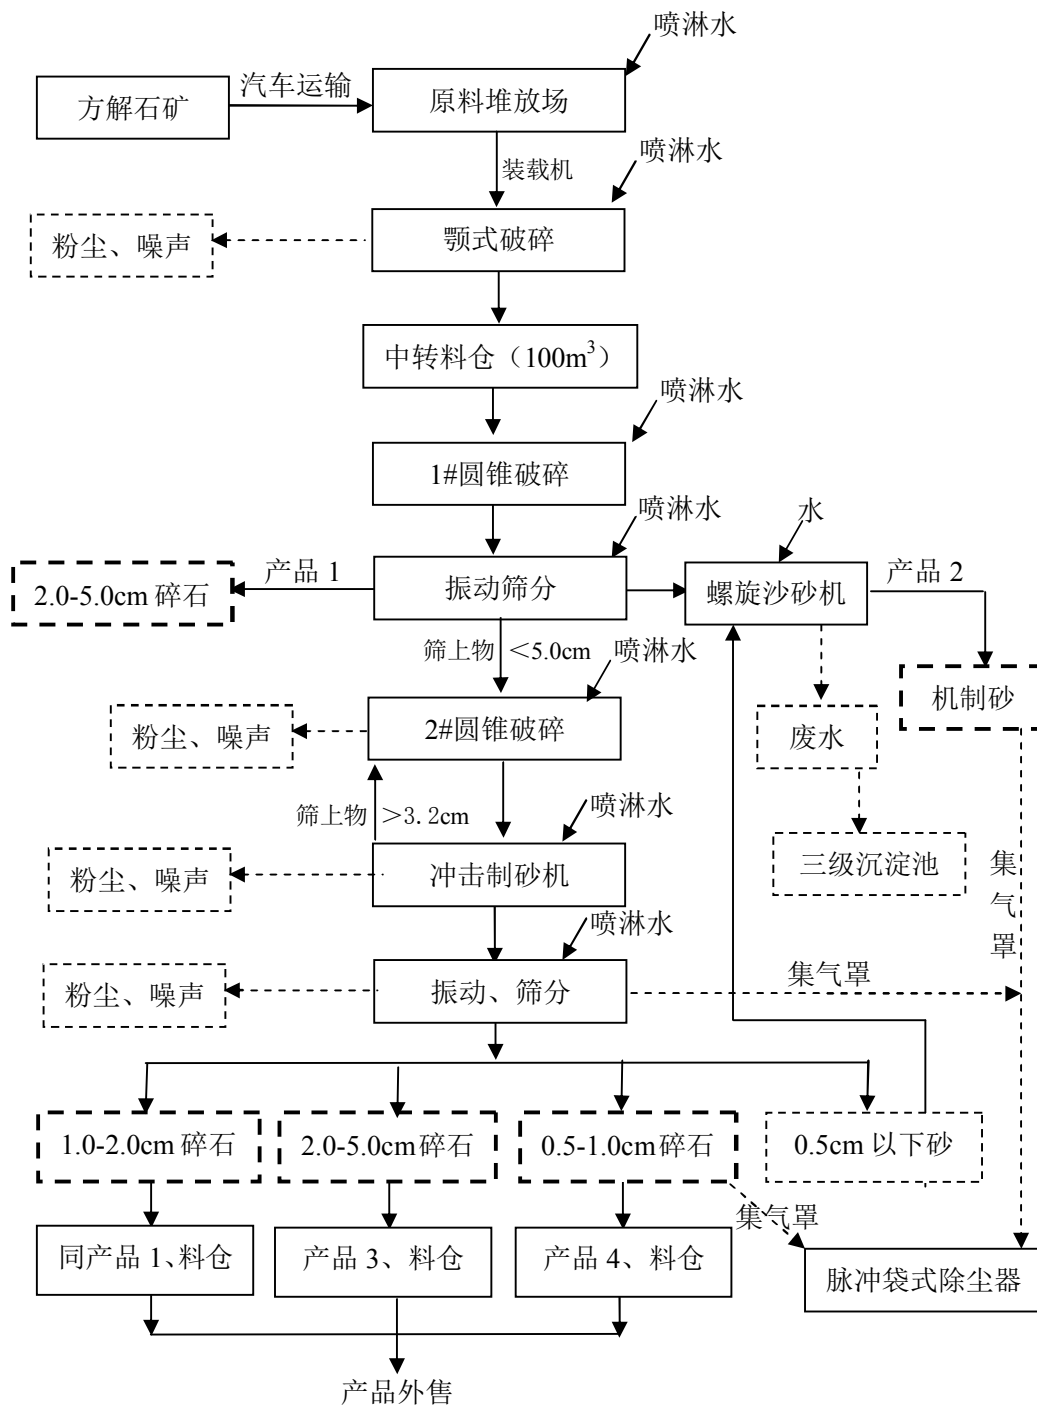 喷淋水
方解石矿
汽车运输
原料堆放场
喷淋水
装载机
粉尘、噪声
颚式破碎
中转料仓（100m³）
喷淋水
1#圆锥破碎
喷淋水
水
2.0-5.0cm 碎石
产品 1
振动筛分
螺旋沙砂机
产品 2
筛上物
＜5.0cm
喷淋水
机制砂
粉尘、噪声
2#圆锥破碎
废水
筛上物
＞3.2cm
喷淋水
粉尘、噪声
冲击制砂机
三级沉淀池
集气罩
喷淋水
粉尘、噪声
振动、筛分
集气罩
1.0-2.0cm 碎石
2.0-5.0cm 碎石
0.5-1.0cm 碎石
0.5cm 以下砂
集气罩
同产品 1、料仓
产品 3、料仓
产品 4、料仓
脉冲袋式除尘器
产品外售